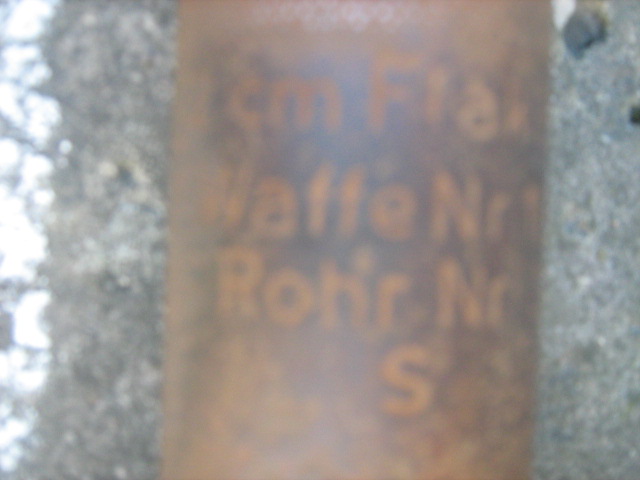 cm Flak
Waffe Nr
Rohr Nr
S